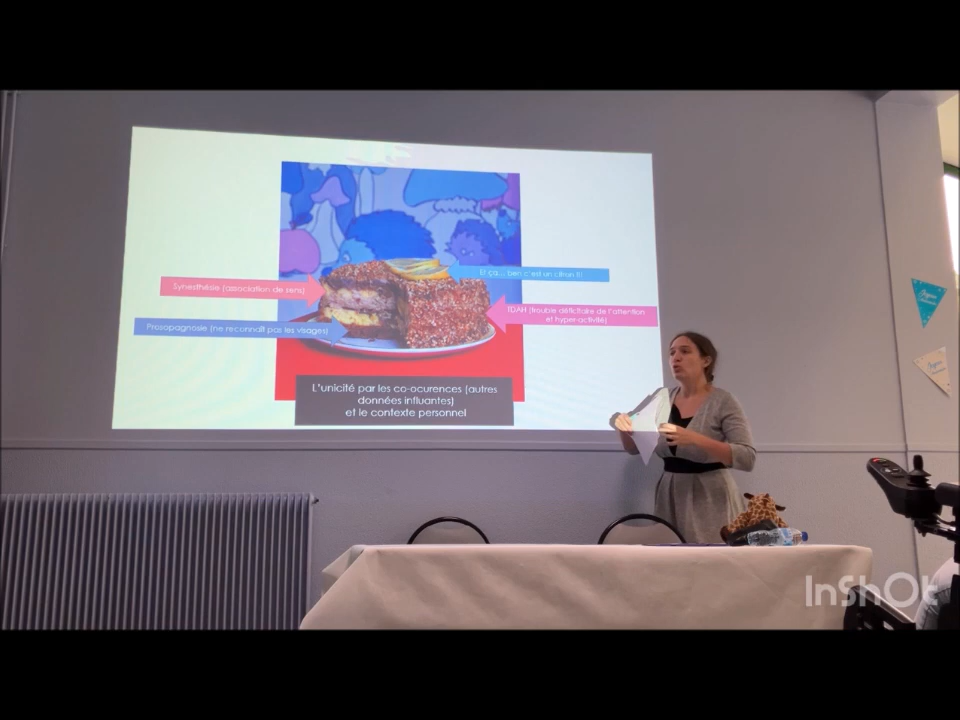 Et ça... ben c'est un citron !!!
Synesthésie (association de sens)
TDAH (trouble déficitaire de l'attention
et hyper-activité)
Prosopagnosie (ne reconnaît pas les visages)
L'unicité par les co-ocurences (autres
données influantes)
et le contexte personnel
InShOt